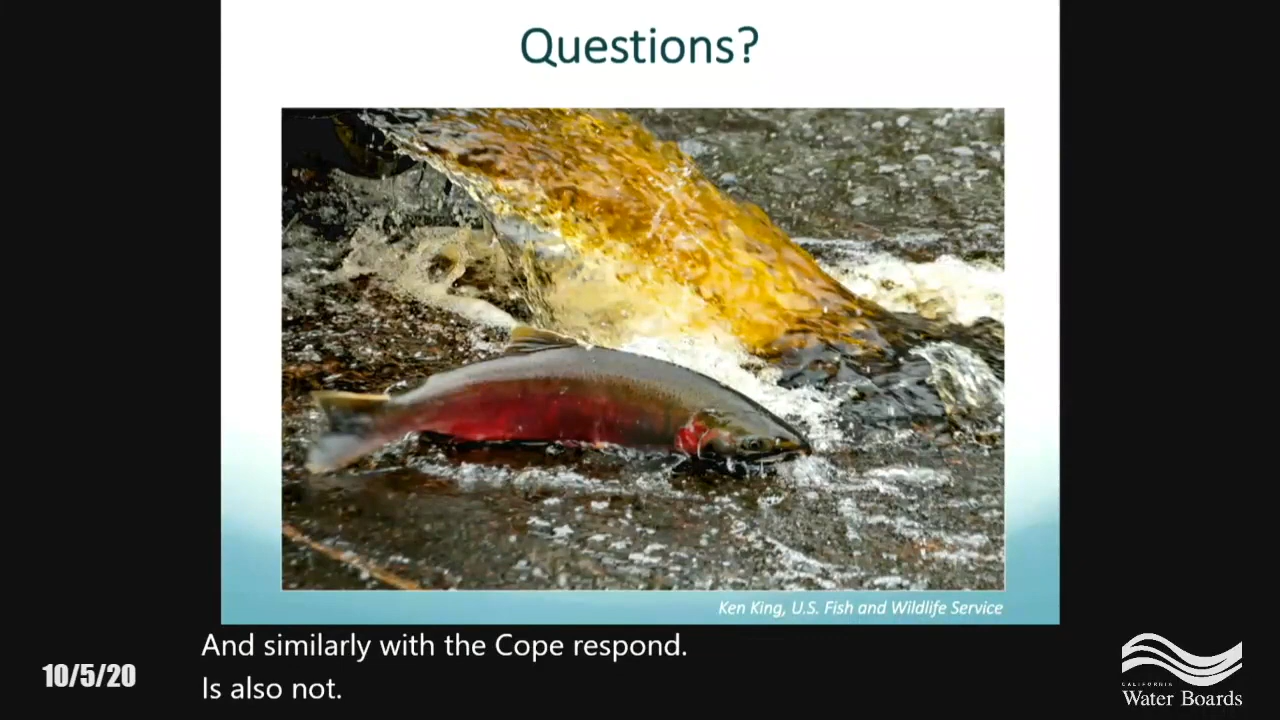 Questions?
Ken King, U.S. Fish and Wildlife Service
And similarly with the Cope respond.
Is also not.
10/5/20
CALIFORNIA
Water Boards